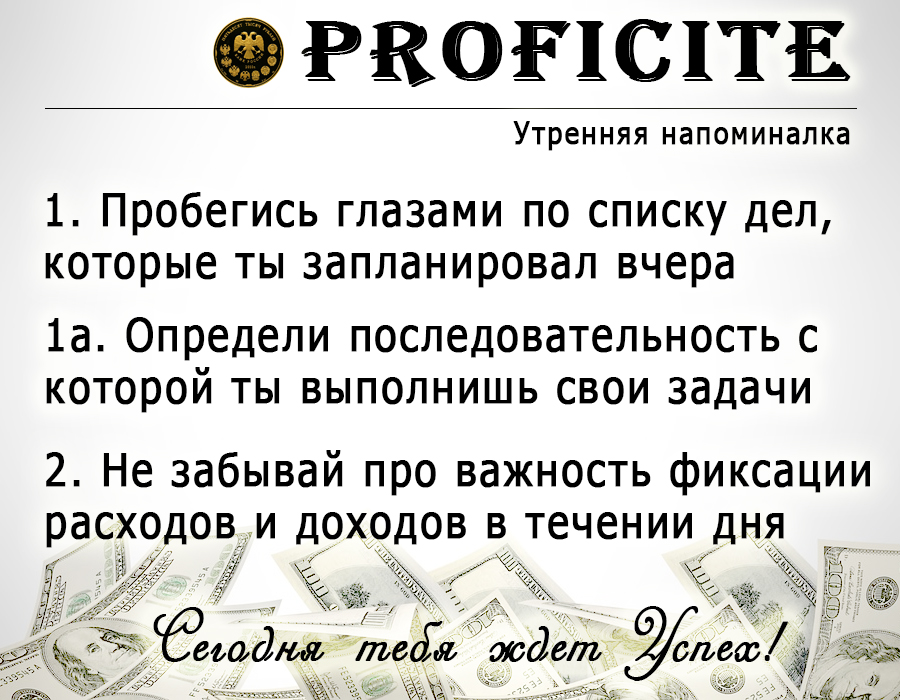 PROFICITE
Утренняя напоминалка
1. Пробегись глазами по списку дел,
которые ты запланировал вчера
1а. Определи последовательность с
которой ты выполнишь свои задачи
2. Не забывай про важность фиксации
расходов и доходов в течении дня
Сегодня тебя ждет Успех!